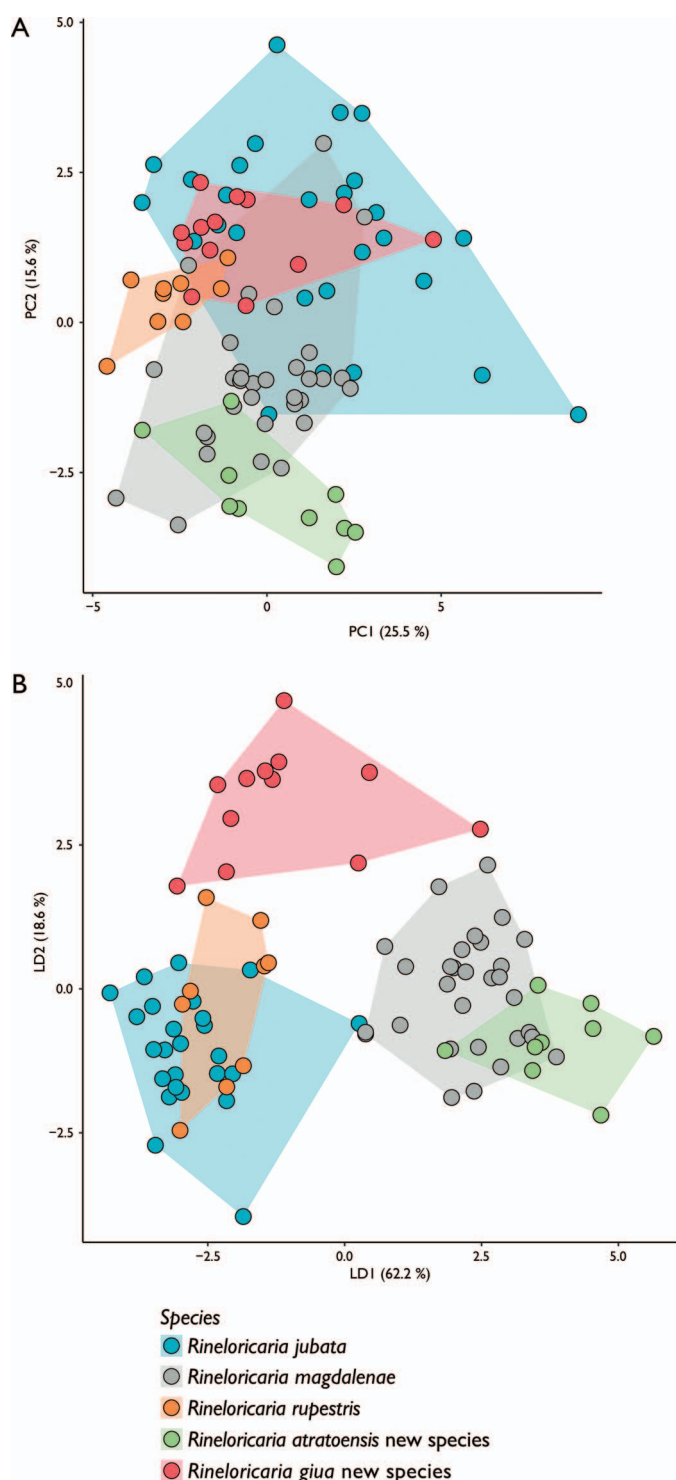 A
5.0
2.5
0.0
−2.5
PC2 (15.6 %)
−5
0
5
PC1 (25.5 %)
B
5.0
2.5
0.0
−2.5
LD2 (18.6 %)
−2.5
0.0
2.5
5.0
LD1 (62.2 %)
Species
Rineloricaria jubata
Rineloricaria magdalenae
Rineloricaria rupestris
Rineloricaria atratoensis new species
Rineloricaria giua new species